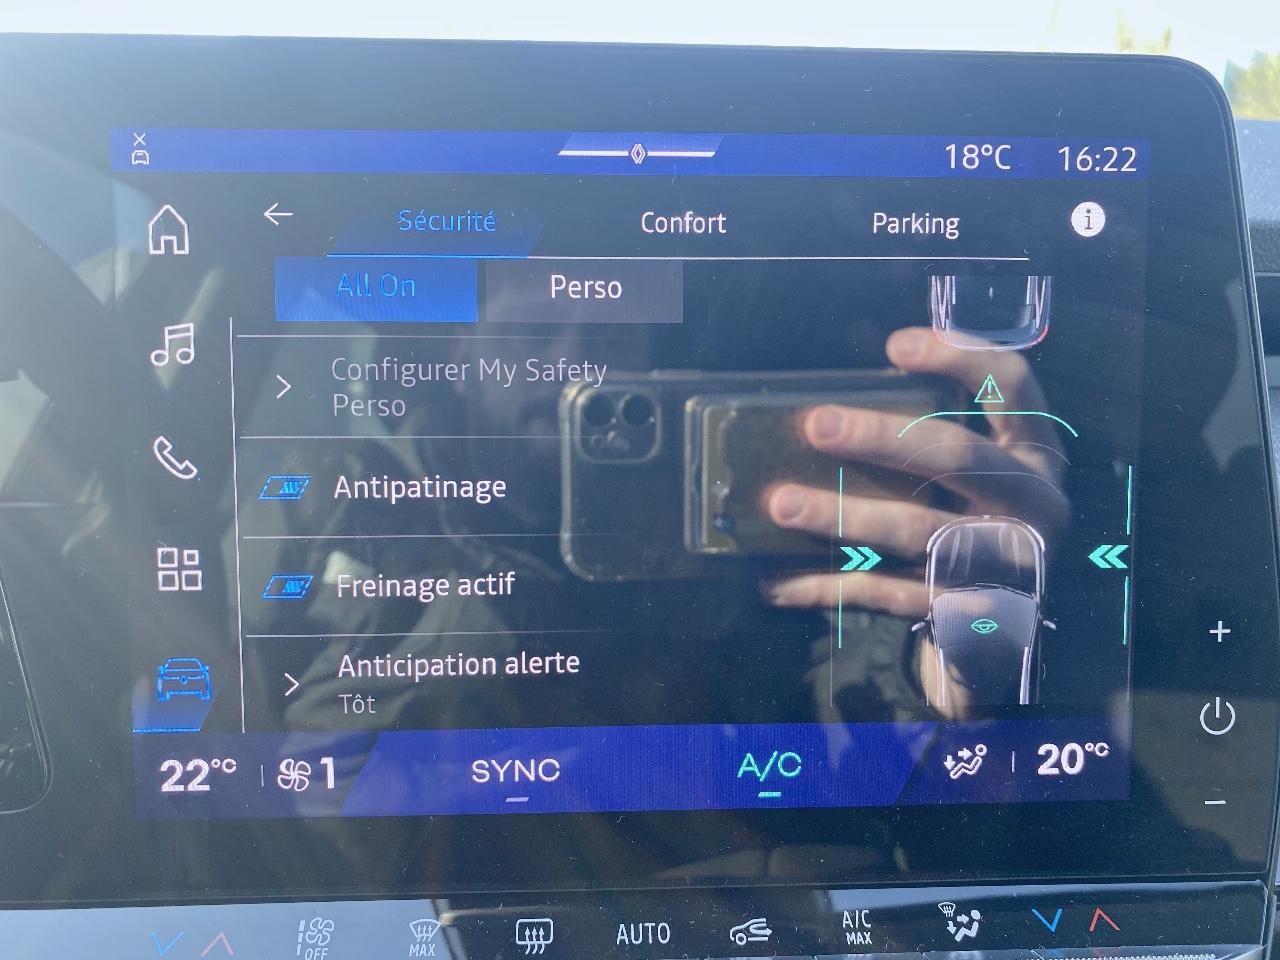 18°C 16:22
Sécurité Confort Parking i
All On Perso
Configurer My Safety
Perso
Antipatinage
Freinage actif
Anticipation alerte
Tôt
22°C 1 SYNC A/C 20°C
OFF MAX AUTO A/C MAX